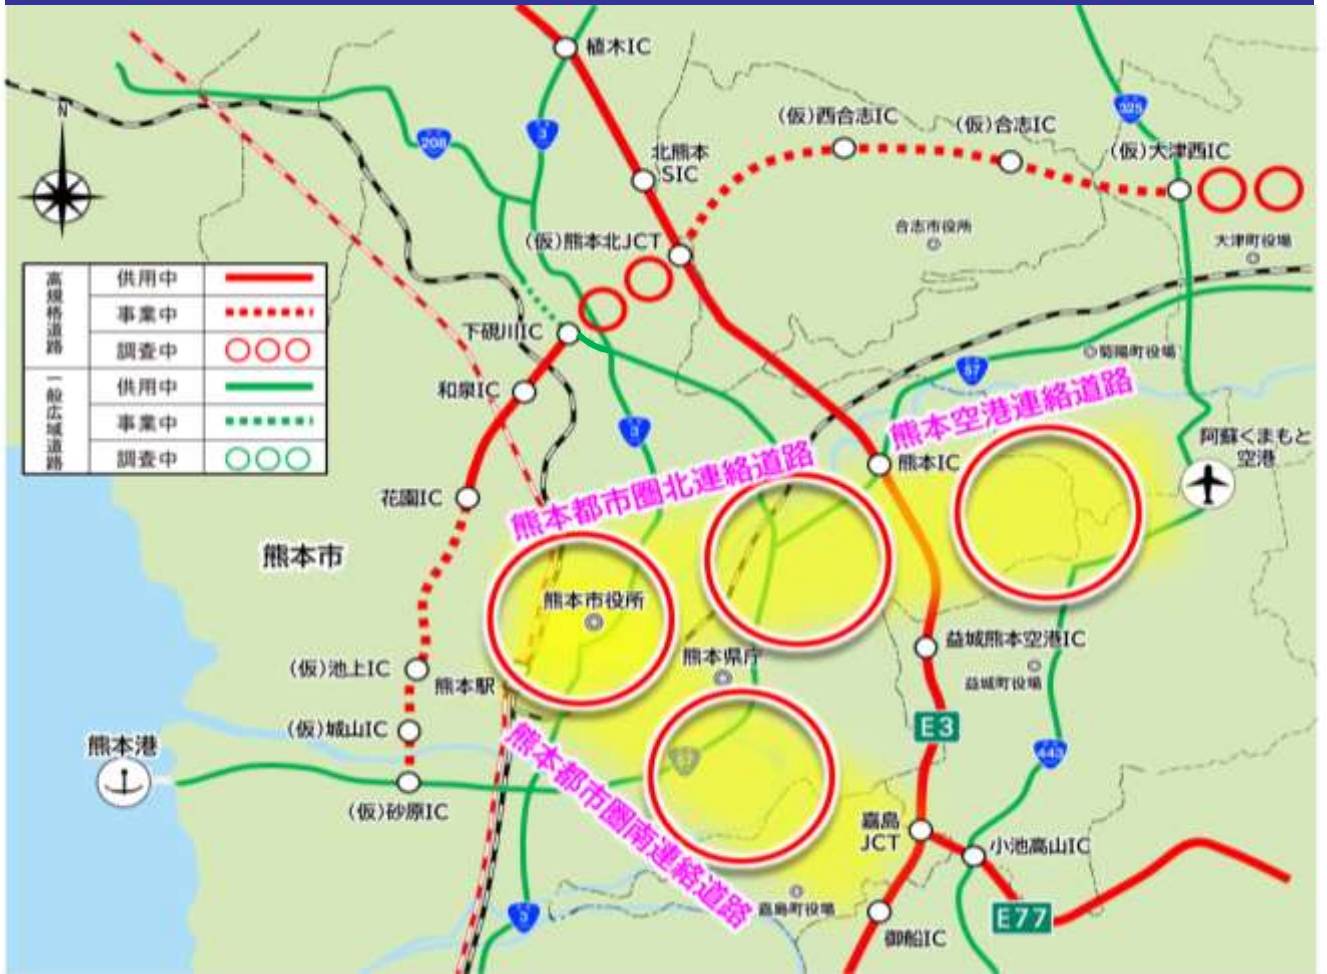 植木IC
N
208
3
325
(仮)西合志IC
(仮)合志IC
(仮)大津西IC
北熊本
SIC
合志市役所
大津町役場
(仮)熊本北JCT
高規格道路
供用中
事業中
調査中
一般広域道路
供用中
事業中
調査中
下硯川IC
和泉IC
菊陽町役場
57
3
熊本空港連絡道路
熊本IC
阿蘇くまもと
空港
熊本都市圏北連絡道路
花園IC
熊本市
熊本市役所
益城熊本空港IC
熊本県庁
益城町役場
(仮)池上IC
熊本駅
E3
(仮)城山IC
熊本港
443
57
熊本都市圏南連絡道路
(仮)砂原IC
嘉島
JCT
小池高山IC
嘉島町役場
3
E77
御船IC